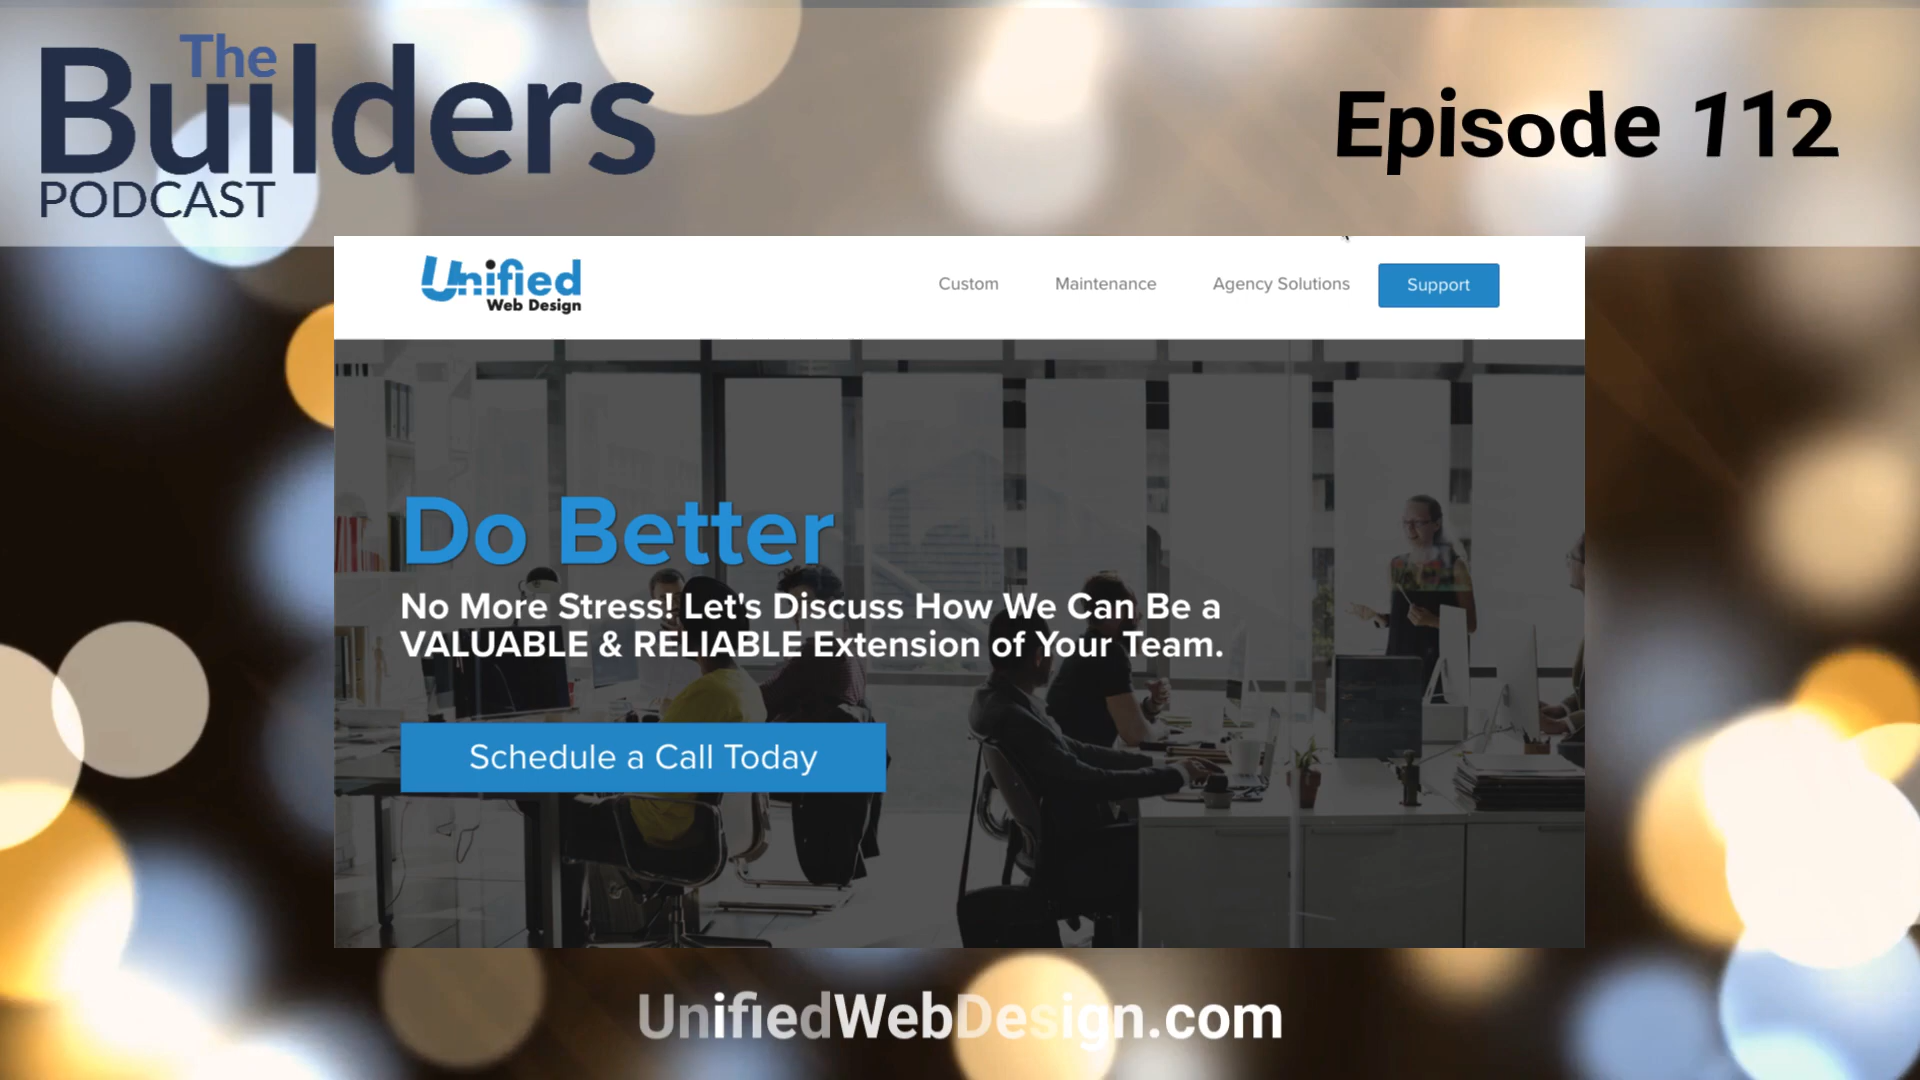 The
Builders
PODCAST
Episode 112
Unified
Web Design
Custom
Maintenance
Agency Solutions
Support
Do Better
No More Stress! Let's Discuss How We Can Be a
VALUABLE & RELIABLE Extension of Your Team.
Schedule a Call Today
UnifiedWebDesign.com